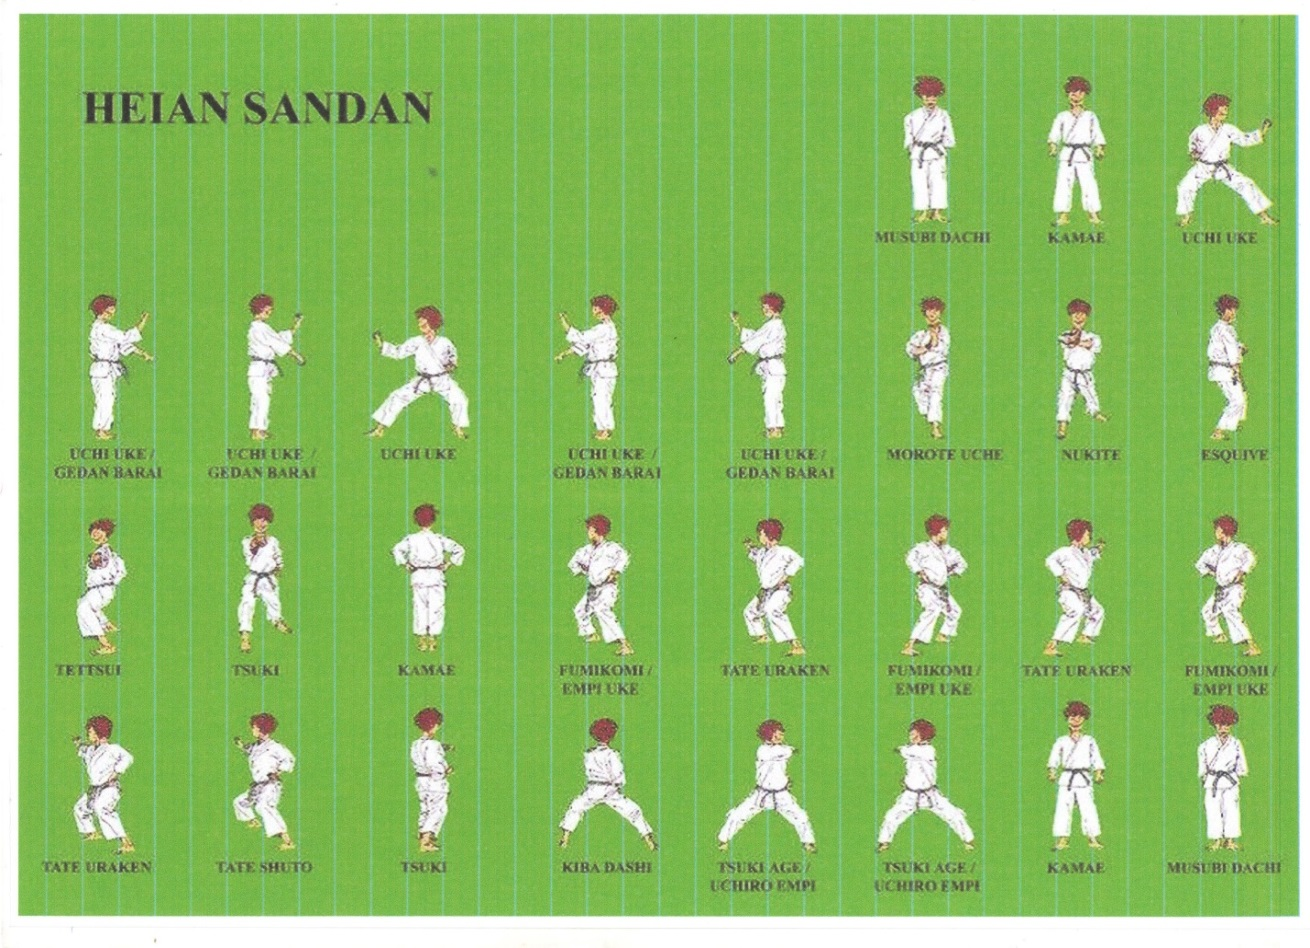 HEIAN SANDAN
MUSUBI DACHI
KAMAE
UCHI UKE
UCHI UKE /
GEDAN BARAI
UCHI UKE /
GEDAN BARAI
UCHI UKE
UCHI UKE /
GEDAN BARAI
UCHI UKE /
GEDAN BARAI
MOROTE UCHE
NUKITE
ESQUIVE
TETTSUI
TSUKI
KAMAE
FUMIKOMI /
EMPI UKE
TATE URAKEN
FUMIKOMI /
EMPI UKE
TATE URAKEN
FUMIKOMI /
EMPI UKE
TATE URAKEN
TATE SHUTO
TSUKI
KIBA DASHI
TSUKI AGE /
UCHIRO EMPI
TSUKI AGE /
UCHIRO EMPI
KAMAE
MUSUBI DACHI